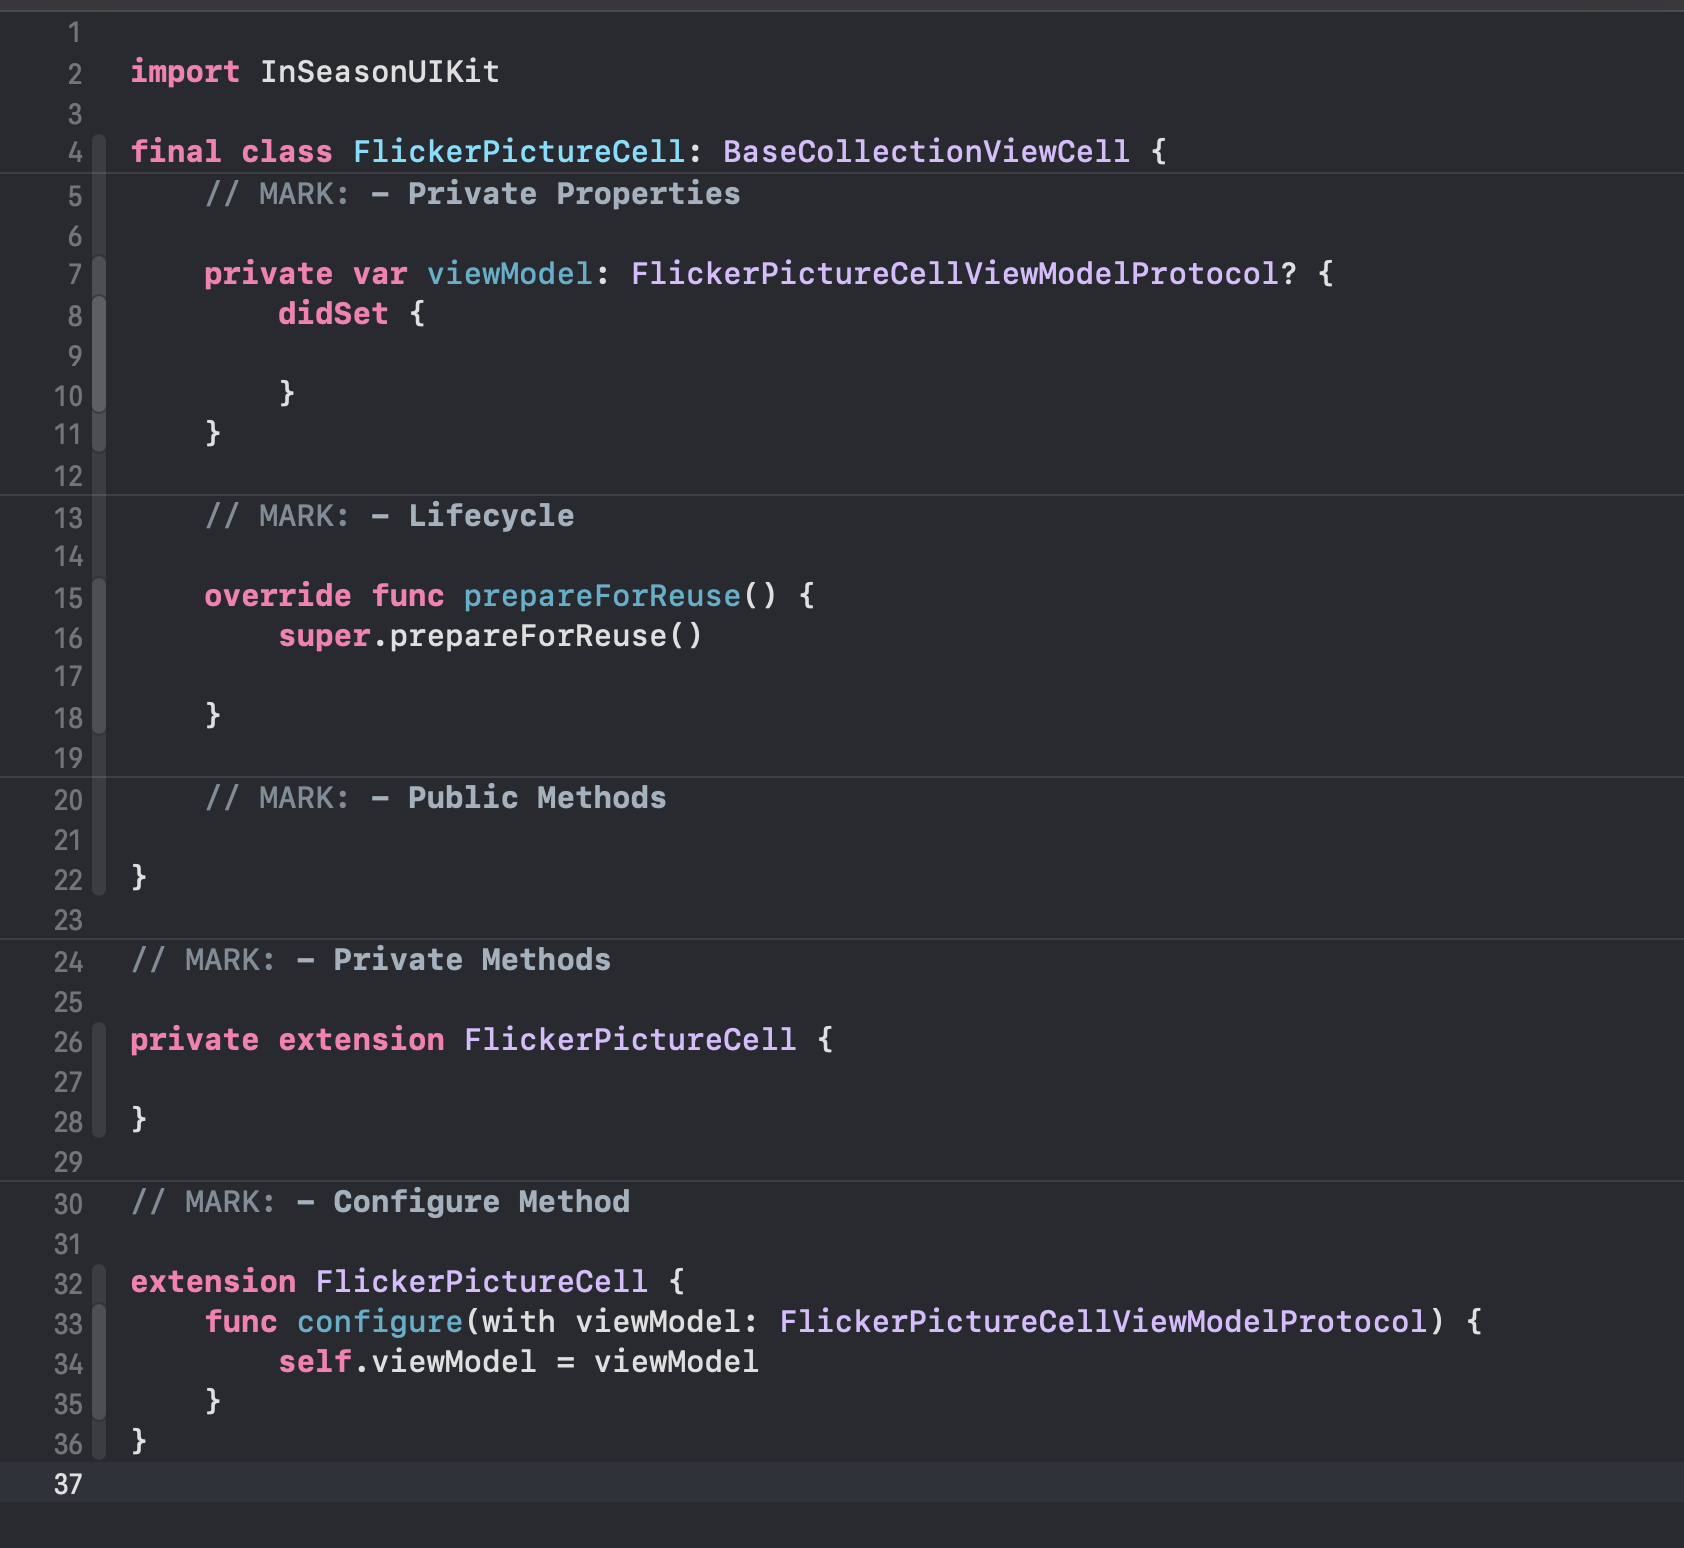 1
2 import InSeasonUIKit
3
4 final class FlickerPictureCell: BaseCollectionViewCell {
5     // MARK: - Private Properties
6
7     private var viewModel: FlickerPictureCellViewModelProtocol? {
8         didSet {
9
10         }
11     }
12
13     // MARK: - Lifecycle
14
15     override func prepareForReuse() {
16         super.prepareForReuse()
17
18     }
19
20     // MARK: - Public Methods
21
22 }
23
24 // MARK: - Private Methods
25
26 private extension FlickerPictureCell {
27
28 }
29
30 // MARK: - Configure Method
31
32 extension FlickerPictureCell {
33     func configure(with viewModel: FlickerPictureCellViewModelProtocol) {
34         self.viewModel = viewModel
35     }
36 }
37